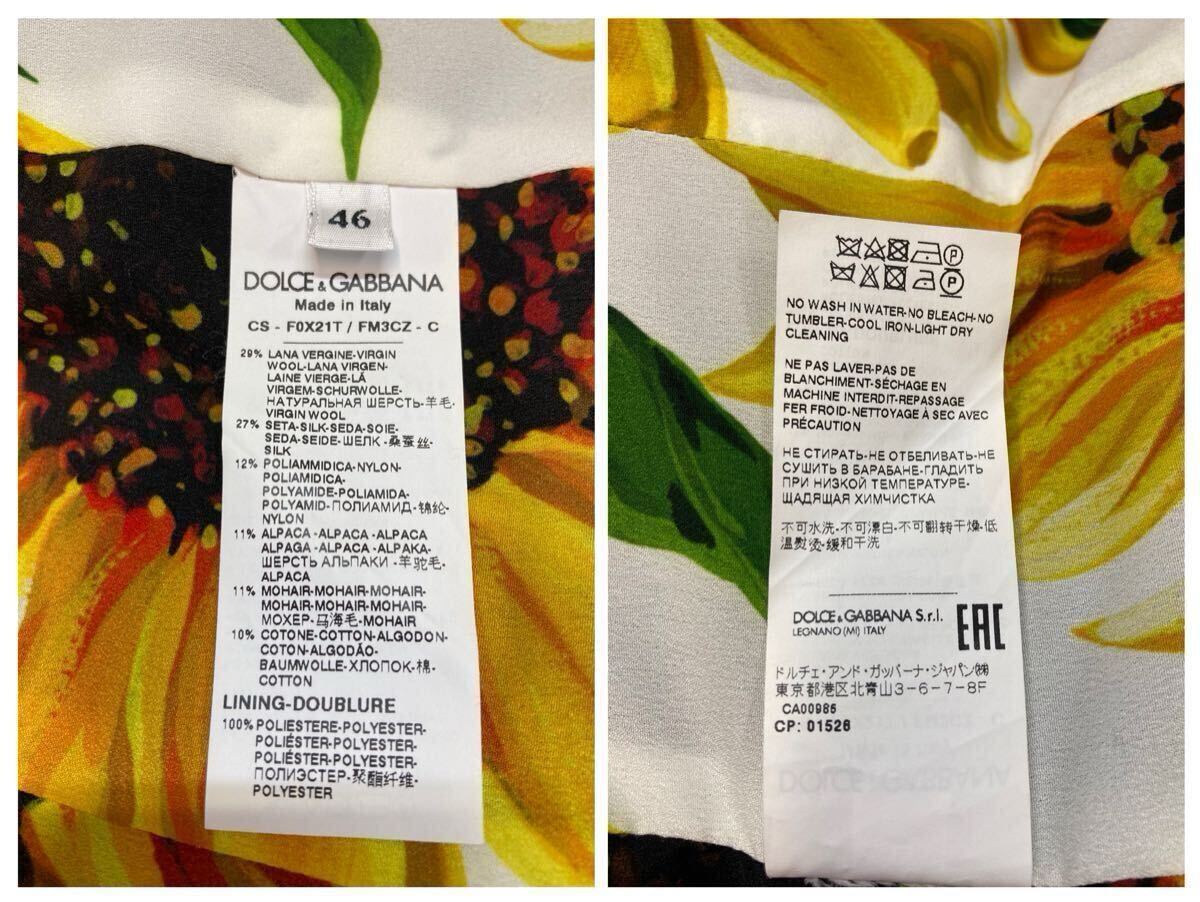 46
DOLCE & GABBANA
Made in Italy
CS - F0X21T / FM3CZ - C
29% LANA VERGINE-VIRGIN
WOOL-LANA VIRGEN-
LAINE VIERGE-LÃ
VIRGEM-SCHURWOLLE-
НАТУРАЛЬНАЯ ШЕРСТЬ-羊毛-
VIRGIN WOOL
27% SETA-SILK-SEDA-SOIE-
SEDA-SEIDE-ШЕЛК-桑蚕丝-
SILK
12% POLIAMMIDICA-NYLON-
POLIAMIDICA-
POLYAMIDE-POLIAMIDA-
POLYAMID-ПОЛИАМИД-锦纶-
NYLON
11% ALPACA-ALPACA-ALPACA
ALPAGA-ALPACA-ALPAKA-
ШЕРСТЬ АЛЬПАКИ-羊驼毛-
ALPACA
11% MOHAIR-MOHAIR-MOHAIR-
MOHAIR-MOHAIR-MOHAIR-
МОХЕР-马海毛-MOHAIR
10% COTONE-COTTON-ALGODON-
COTON-ALGODÃO-
BAUMWOLLE-ХЛОПОК-棉-
COTTON
LINING-DOUBLURE
100% POLIESTERE-POLYESTER-
POLIÉSTER-POLYESTER-
POLIÉSTER-POLYESTER-
ПОЛИЭСТЕР-聚酯纤维-
POLYESTER
NO WASH IN WATER-NO BLEACH-NO
TUMBLER-COOL IRON-LIGHT DRY
CLEANING
NE PAS LAVER-PAS DE
BLANCHIMENT-SÉCHAGE EN
MACHINE INTERDIT-REPASSAGE
FER FROID-NETTOYAGE À SEC AVEC
PRÉCAUTION
НЕ СТИРАТЬ-НЕ ОТБЕЛИВАТЬ-НЕ
СУШИТЬ В БАРАБАНЕ-ГЛАДИТЬ
ПРИ НИЗКОЙ ТЕМПЕРАТУРЕ-
ЩАДЯЩАЯ ХИМЧИСТКА
不可水洗-不可漂白-不可翻转干燥-低
温熨烫-缓和干洗
DOLCE & GABBANA S.r.l.
LEGNANO (MI) ITALY
EAC
ドルチェ・アンド・ガッバーナ・ジャパン㈱
東京都港区北青山3-6-7-8F
CA00985
CP: 01526